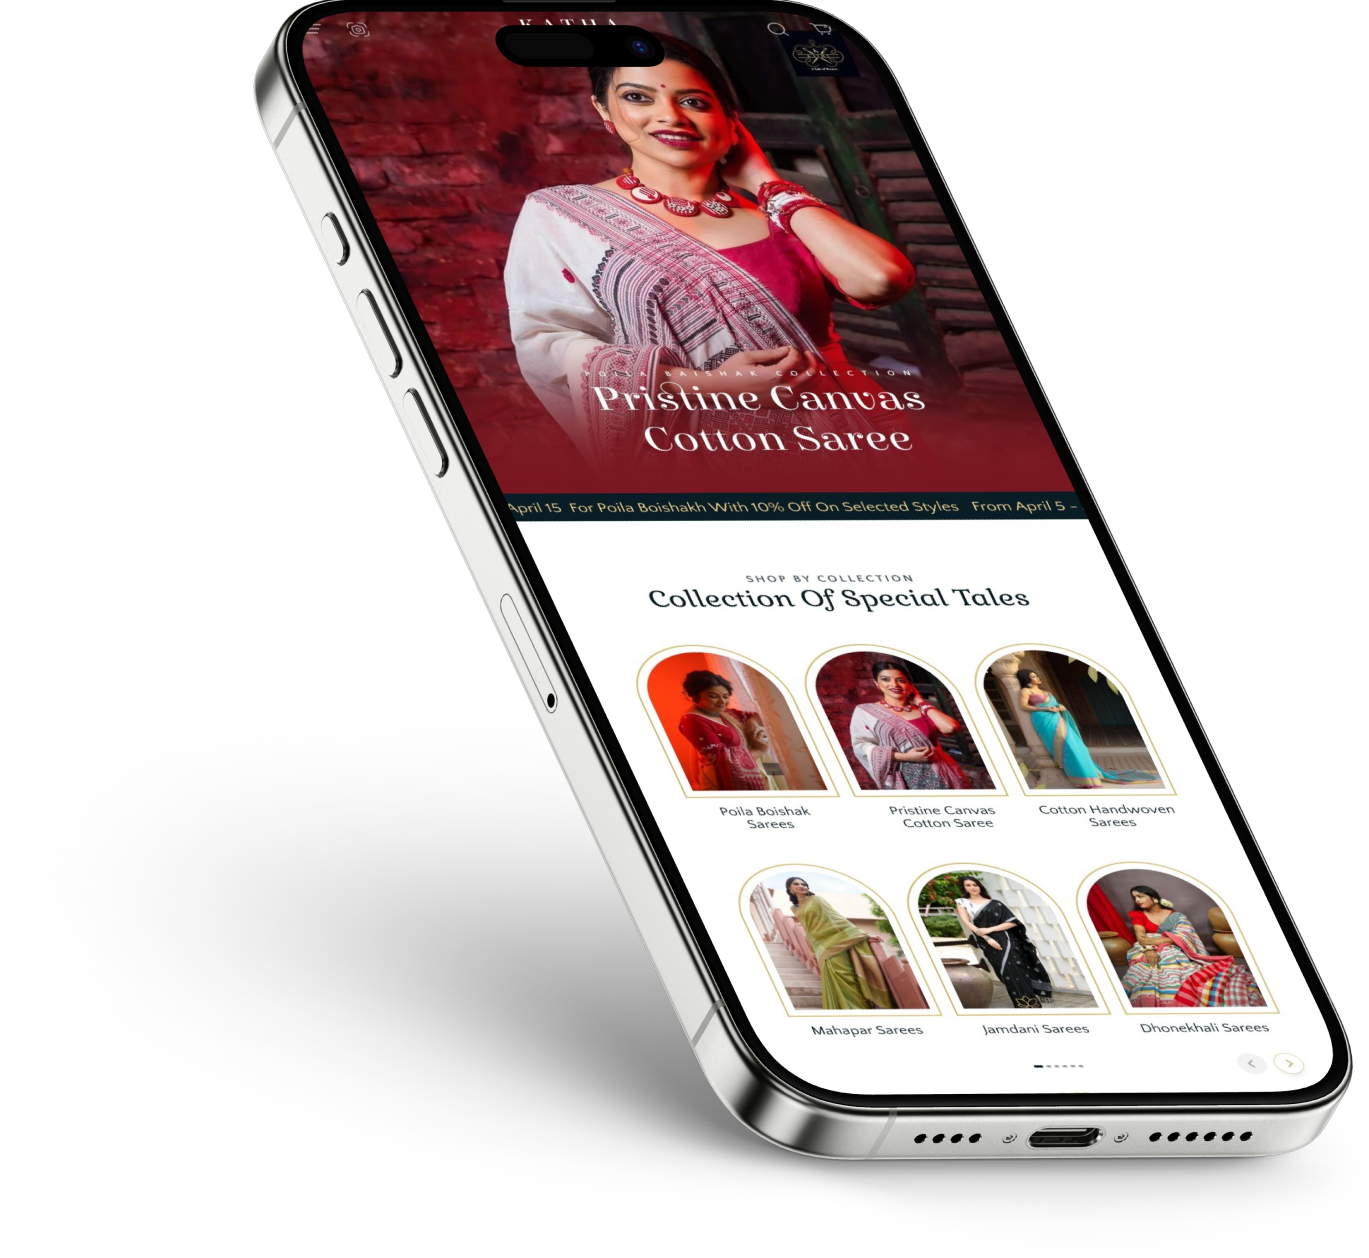 KATHA
POILA BAISHAK COLLECTION
Pristine Canvas
Cotton Saree
April 15 For Poila Boishakh With 10% Off On Selected Styles From April 5 –
SHOP BY COLLECTION
Collection Of Special Tales
Poila Boishak
Sarees
Pristine Canvas
Cotton Saree
Cotton Handwoven
Sarees
Mahapar Sarees
Jamdani Sarees
Dhonekhali Sarees